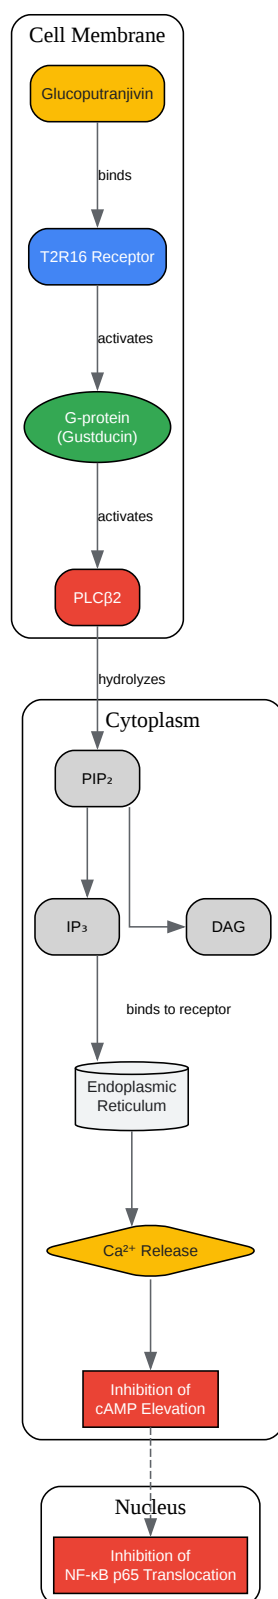 Cell Membrane
Glucoputranjivin
binds
T2R16 Receptor
activates
G-protein
(Gustducin)
activates
PLCβ2
hydrolyzes
Cytoplasm
PIP₂
IP₃
DAG
binds to receptor
Endoplasmic
Reticulum
Ca²⁺ Release
Inhibition of
cAMP Elevation
Nucleus
Inhibition of
NF-κB p65 Translocation